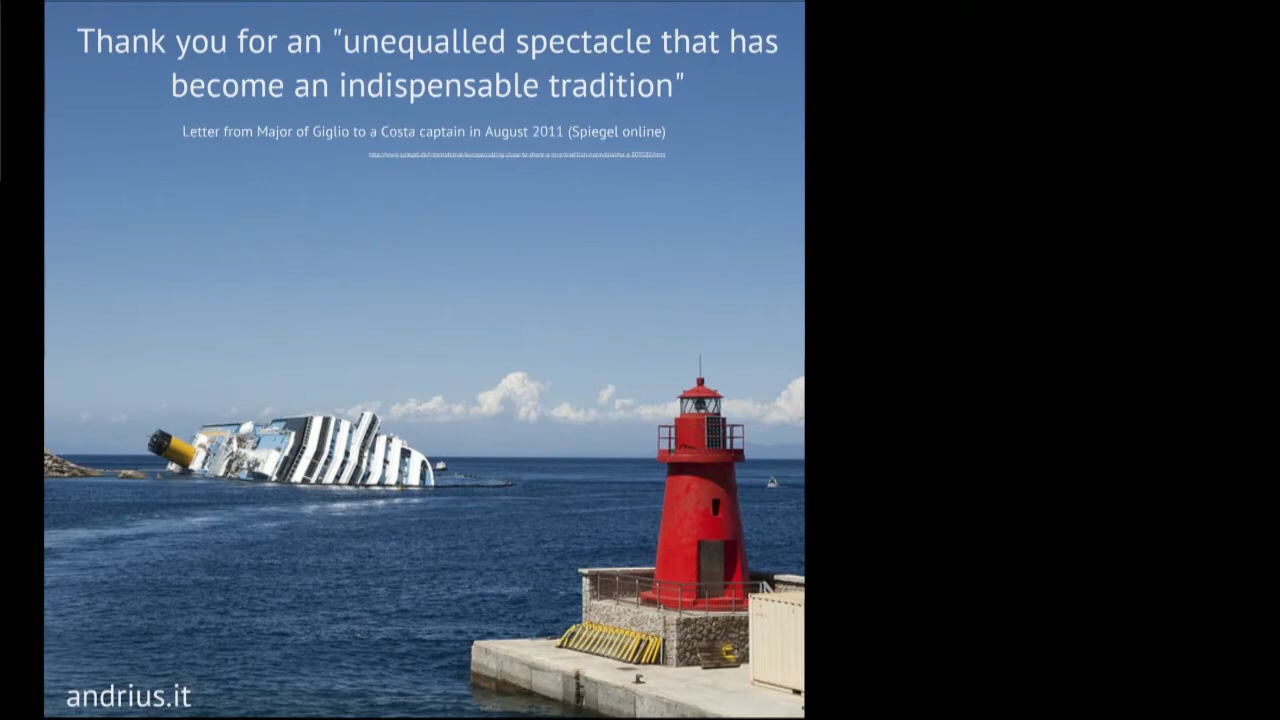 Thank you for an "unequalled spectacle that has
become an indispensable tradition"
Letter from Major of Giglio to a Costa captain in August 2011 (Spiegel online)
andrius.it